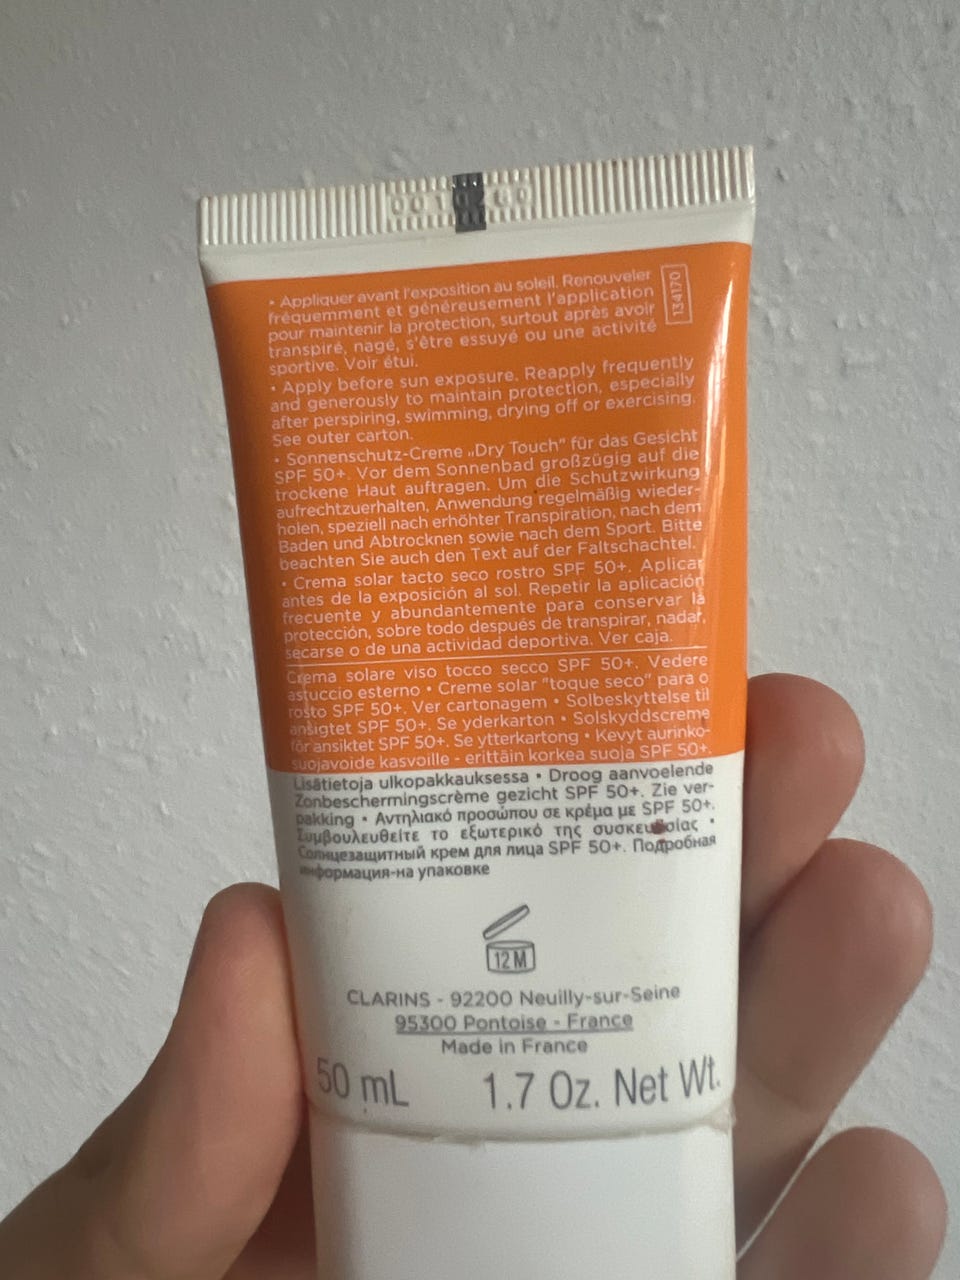 134170
• Appliquer avant l'exposition au soleil. Renouveler
fréquemment et généreusement l'application
pour maintenir la protection, surtout après avoir
transpiré, nagé, s'être essuyé ou une activité
sportive. Voir étui.
• Apply before sun exposure. Reapply frequently
and generously to maintain protection, especially
after perspiring, swimming, drying off or exercising.
See outer carton.
• Sonnenschutz-Creme „Dry Touch" für das Gesicht
SPF 50+. Vor dem Sonnenbad großzügig auf die
trockene Haut auftragen. Um die Schutzwirkung
aufrechtzuerhalten, Anwendung regelmäßig wieder-
holen, speziell nach erhöhter Transpiration, nach dem
Baden und Abtrocknen sowie nach dem Sport. Bitte
beachten Sie auch den Text auf der Faltschachtel.
• Crema solar tacto seco rostro SPF 50+. Aplicar
antes de la exposición al sol. Repetir la aplicación
frecuente y abundantemente para conservar la
protección, sobre todo después de transpirar, nadar,
secarse o de una actividad deportiva. Ver caja.
Crema solare viso tocco secco SPF 50+. Vedere
astuccio esterno • Creme solar "toque seco" para o
rosto SPF 50+. Ver cartonagem • Solbeskyttelse til
ansigtet SPF 50+. Se yderkarton • Solskyddscreme
för ansiktet SPF 50+. Se ytterkartong • Kevyt aurinko-
suojavoide kasvoille - erittäin korkea suoja SPF 50+.
Lisätietoja ulkopakkauksessa • Droog aanvoelende
Zonbeschermingscrème gezicht SPF 50+. Zie ver-
pakking • Αντηλιακό προσώπου σε κρέμα με SPF 50+.
Συμβουλευθείτε το εξωτερικό της συσκευασίας •
Солнцезащитный крем для лица SPF 50+. Подробная
информация-на упаковке
12 M
CLARINS - 92200 Neuilly-sur-Seine
95300 Pontoise - France
Made in France
50 mL 1.7 Oz. Net Wt.